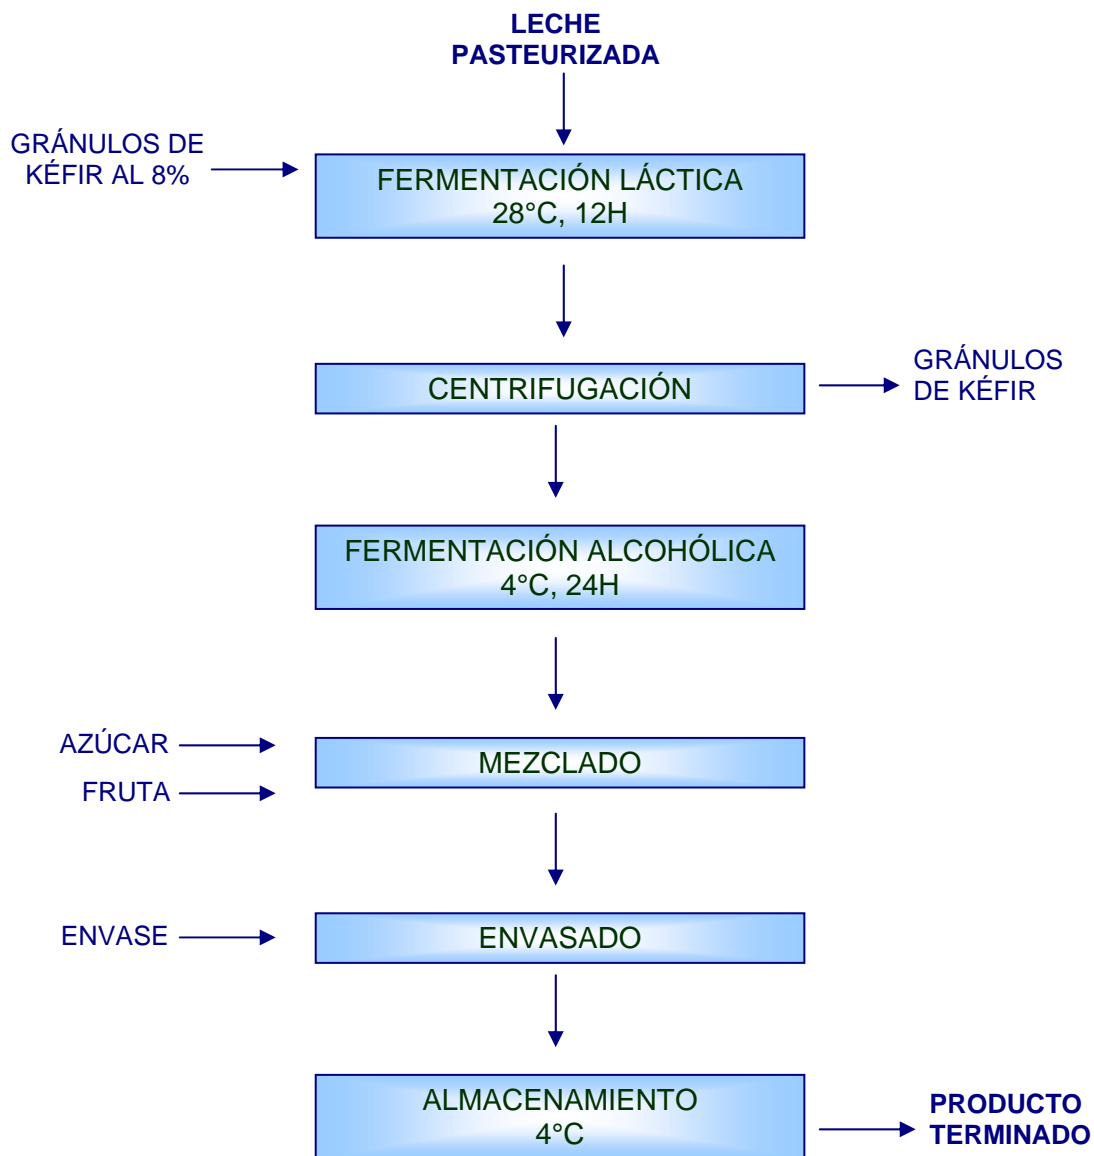 LECHE
PASTEURIZADA
GRÁNULOS DE
KÉFIR AL 8%
FERMENTACIÓN LÁCTICA
28°C, 12H
CENTRIFUGACIÓN
GRÁNULOS
DE KÉFIR
FERMENTACIÓN ALCOHÓLICA
4°C, 24H
AZÚCAR
FRUTA
MEZCLADO
ENVASE
ENVASADO
ALMACENAMIENTO
4°C
PRODUCTO
TERMINADO